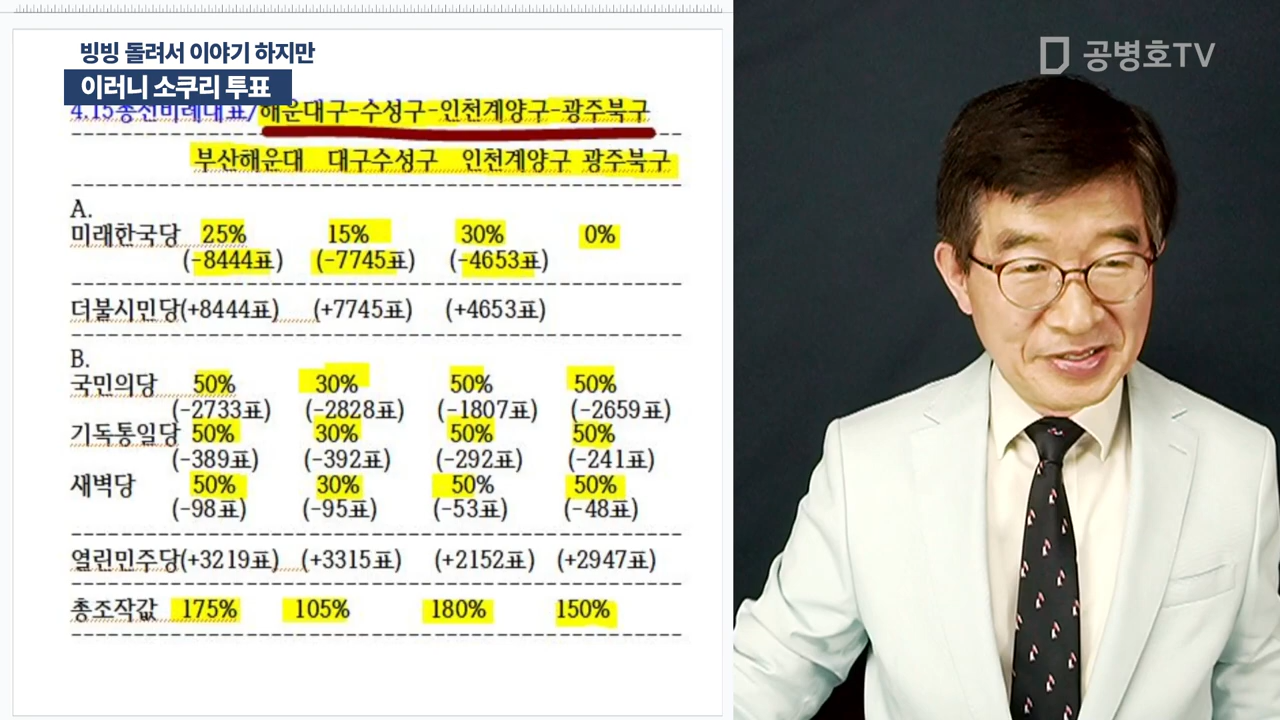 빙빙 돌려서 이야기 하지만
이러니 소쿠리 투표
공병호TV
4.15총선비례대표/해운대구-수성구-인천계양구-광주북구
부산해운대 대구수성구 인천계양구 광주북구
A.
미래한국당 25% 15% 30% 0%
(-8444표) (-7745표) (-4653표)
더불시민당(+8444표) (+7745표) (+4653표)
B.
국민의당 50% 30% 50% 50%
(-2733표) (-2828표) (-1807표) (-2659표)
기독통일당 50% 30% 50% 50%
(-389표) (-392표) (-292표) (-241표)
새벽당 50% 30% 50% 50%
(-98표) (-95표) (-53표) (-48표)
열린민주당(+3219표) (+3315표) (+2152표) (+2947표)
총조작값 175% 105% 180% 150%